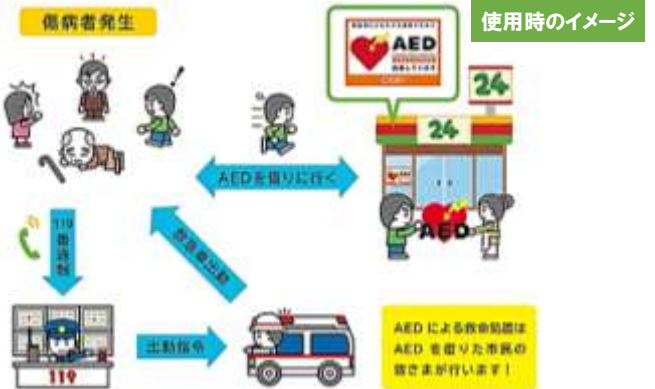 使用時のイメージ
傷病者発生
AED
24
24
AEDを借りに行く
AED
119
番通報
救急車出動
出動指令
119
AEDによる救命処置は
AEDを借りた市民の
皆さまが行います！